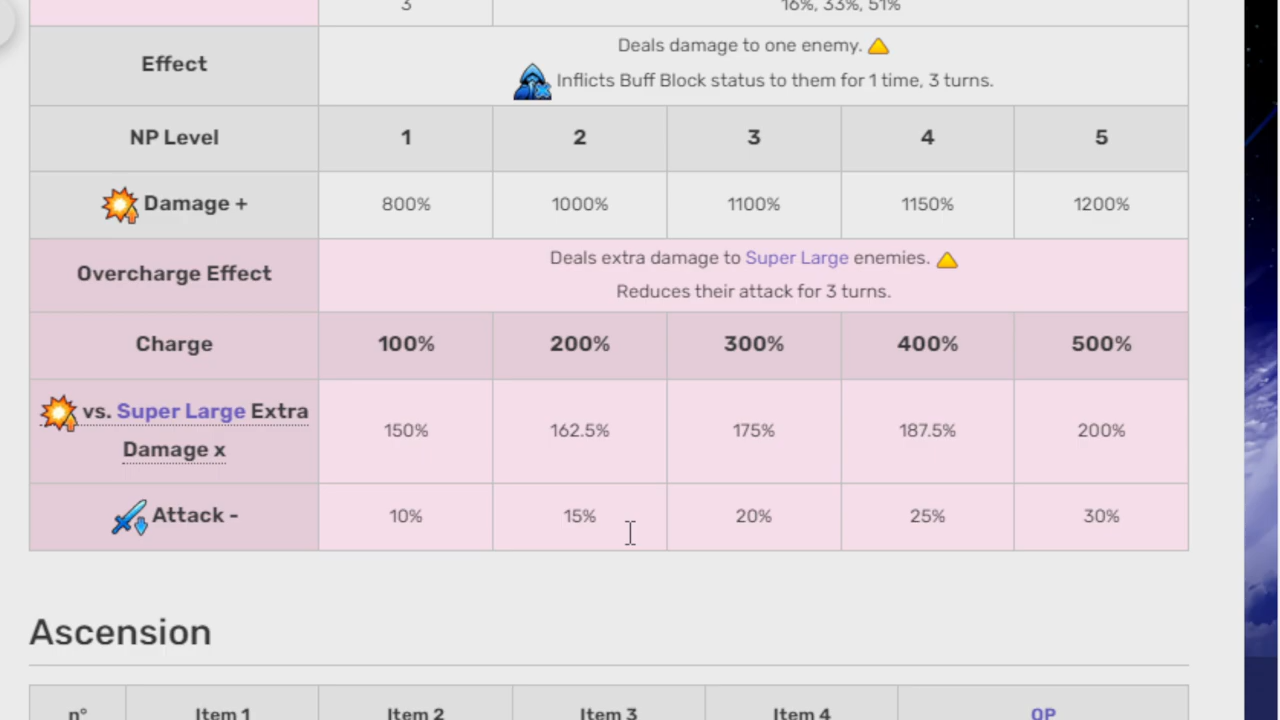 3 16%, 33%, 51%
Effect
Deals damage to one enemy.
Inflicts Buff Block status to them for 1 time, 3 turns.
NP Level 1 2 3 4 5
Damage + 800% 1000% 1100% 1150% 1200%
Overcharge Effect
Deals extra damage to Super Large enemies.
Reduces their attack for 3 turns.
Charge 100% 200% 300% 400% 500%
vs. Super Large Extra
Damage x
150% 162.5% 175% 187.5% 200%
Attack - 10% 15% 20% 25% 30%
Ascension
n° Item 1 Item 2 Item 3 Item 4 QP